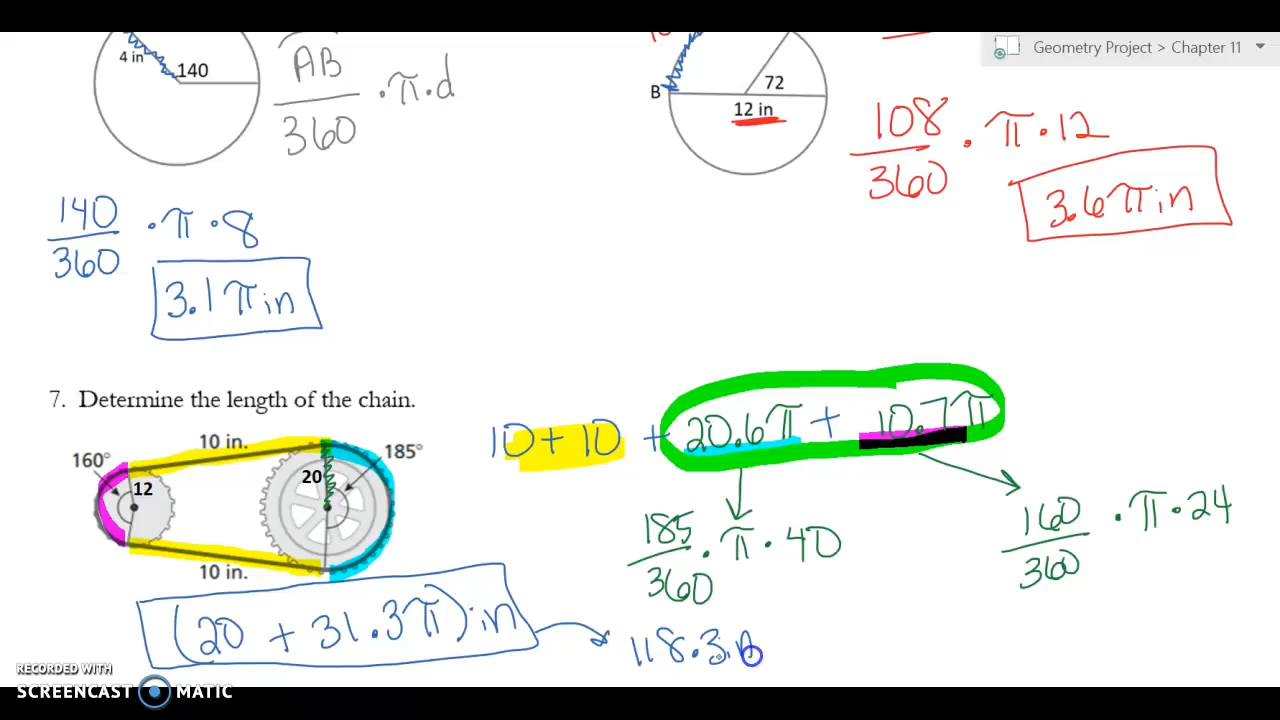 Geometry Project > Chapter 11
4 in
140
AB
360
· π · d
B
72
12 in
108
360
· π · 12
3.6π in
140
360
· π · 8
3.1π in
7. Determine the length of the chain.
10 in.
160°
12
20
185°
10 in.
10 + 10 + 20.6π + 10.7π
185
360
· π · 40
160
360
· π · 24
(20 + 31.3π) in
118.3 in
RECORDED WITH
SCREENCAST MATIC